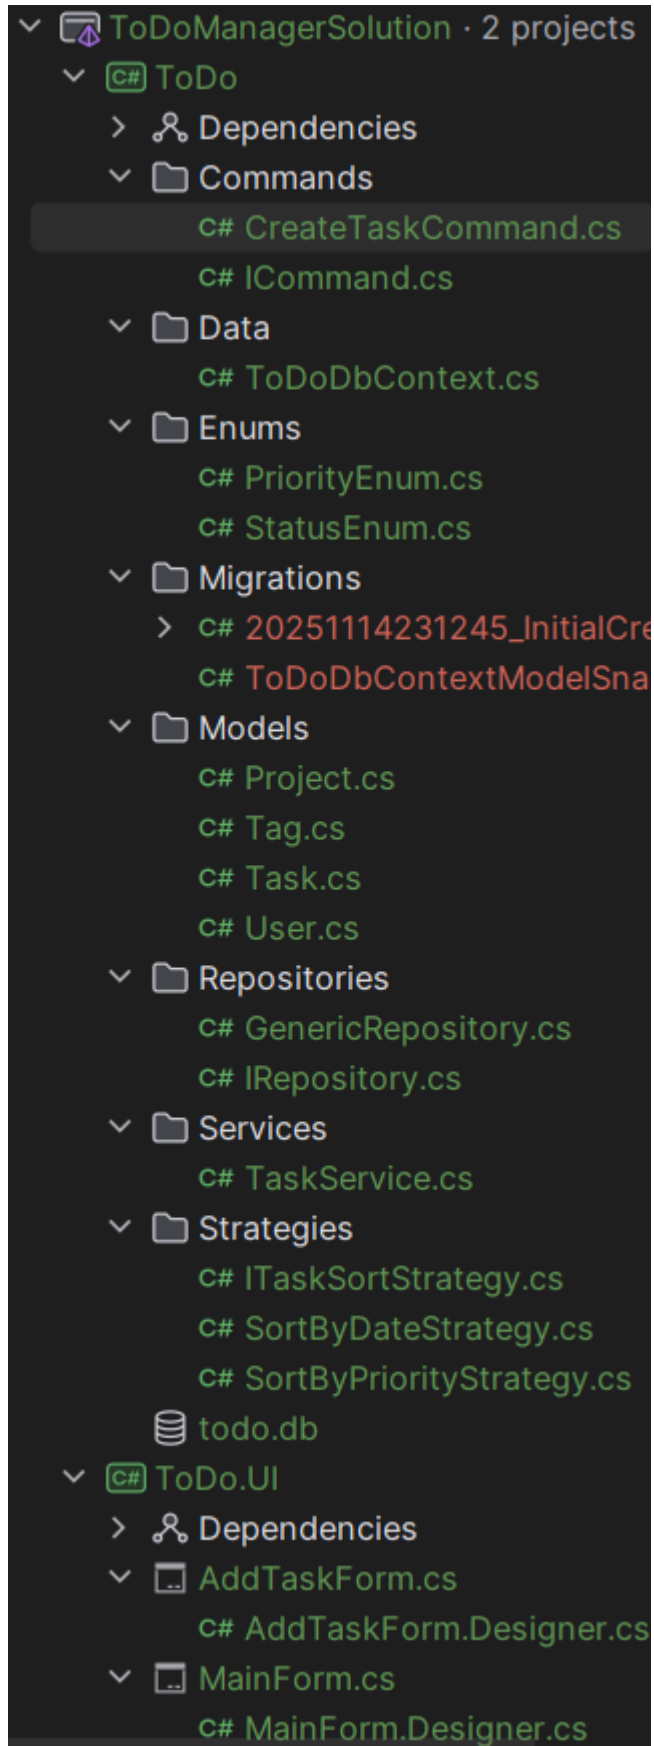 ToDoManagerSolution · 2 projects
C# ToDo
Dependencies
Commands
C# CreateTaskCommand.cs
C# ICommand.cs
Data
C# ToDoDbContext.cs
Enums
C# PriorityEnum.cs
C# StatusEnum.cs
Migrations
C# 20251114231245_InitialCre
C# ToDoDbContextModelSna
Models
C# Project.cs
C# Tag.cs
C# Task.cs
C# User.cs
Repositories
C# GenericRepository.cs
C# IRepository.cs
Services
C# TaskService.cs
Strategies
C# ITaskSortStrategy.cs
C# SortByDateStrategy.cs
C# SortByPriorityStrategy.cs
todo.db
C# ToDo.UI
Dependencies
AddTaskForm.cs
C# AddTaskForm.Designer.cs
MainForm.cs
C# MainForm.Designer.cs